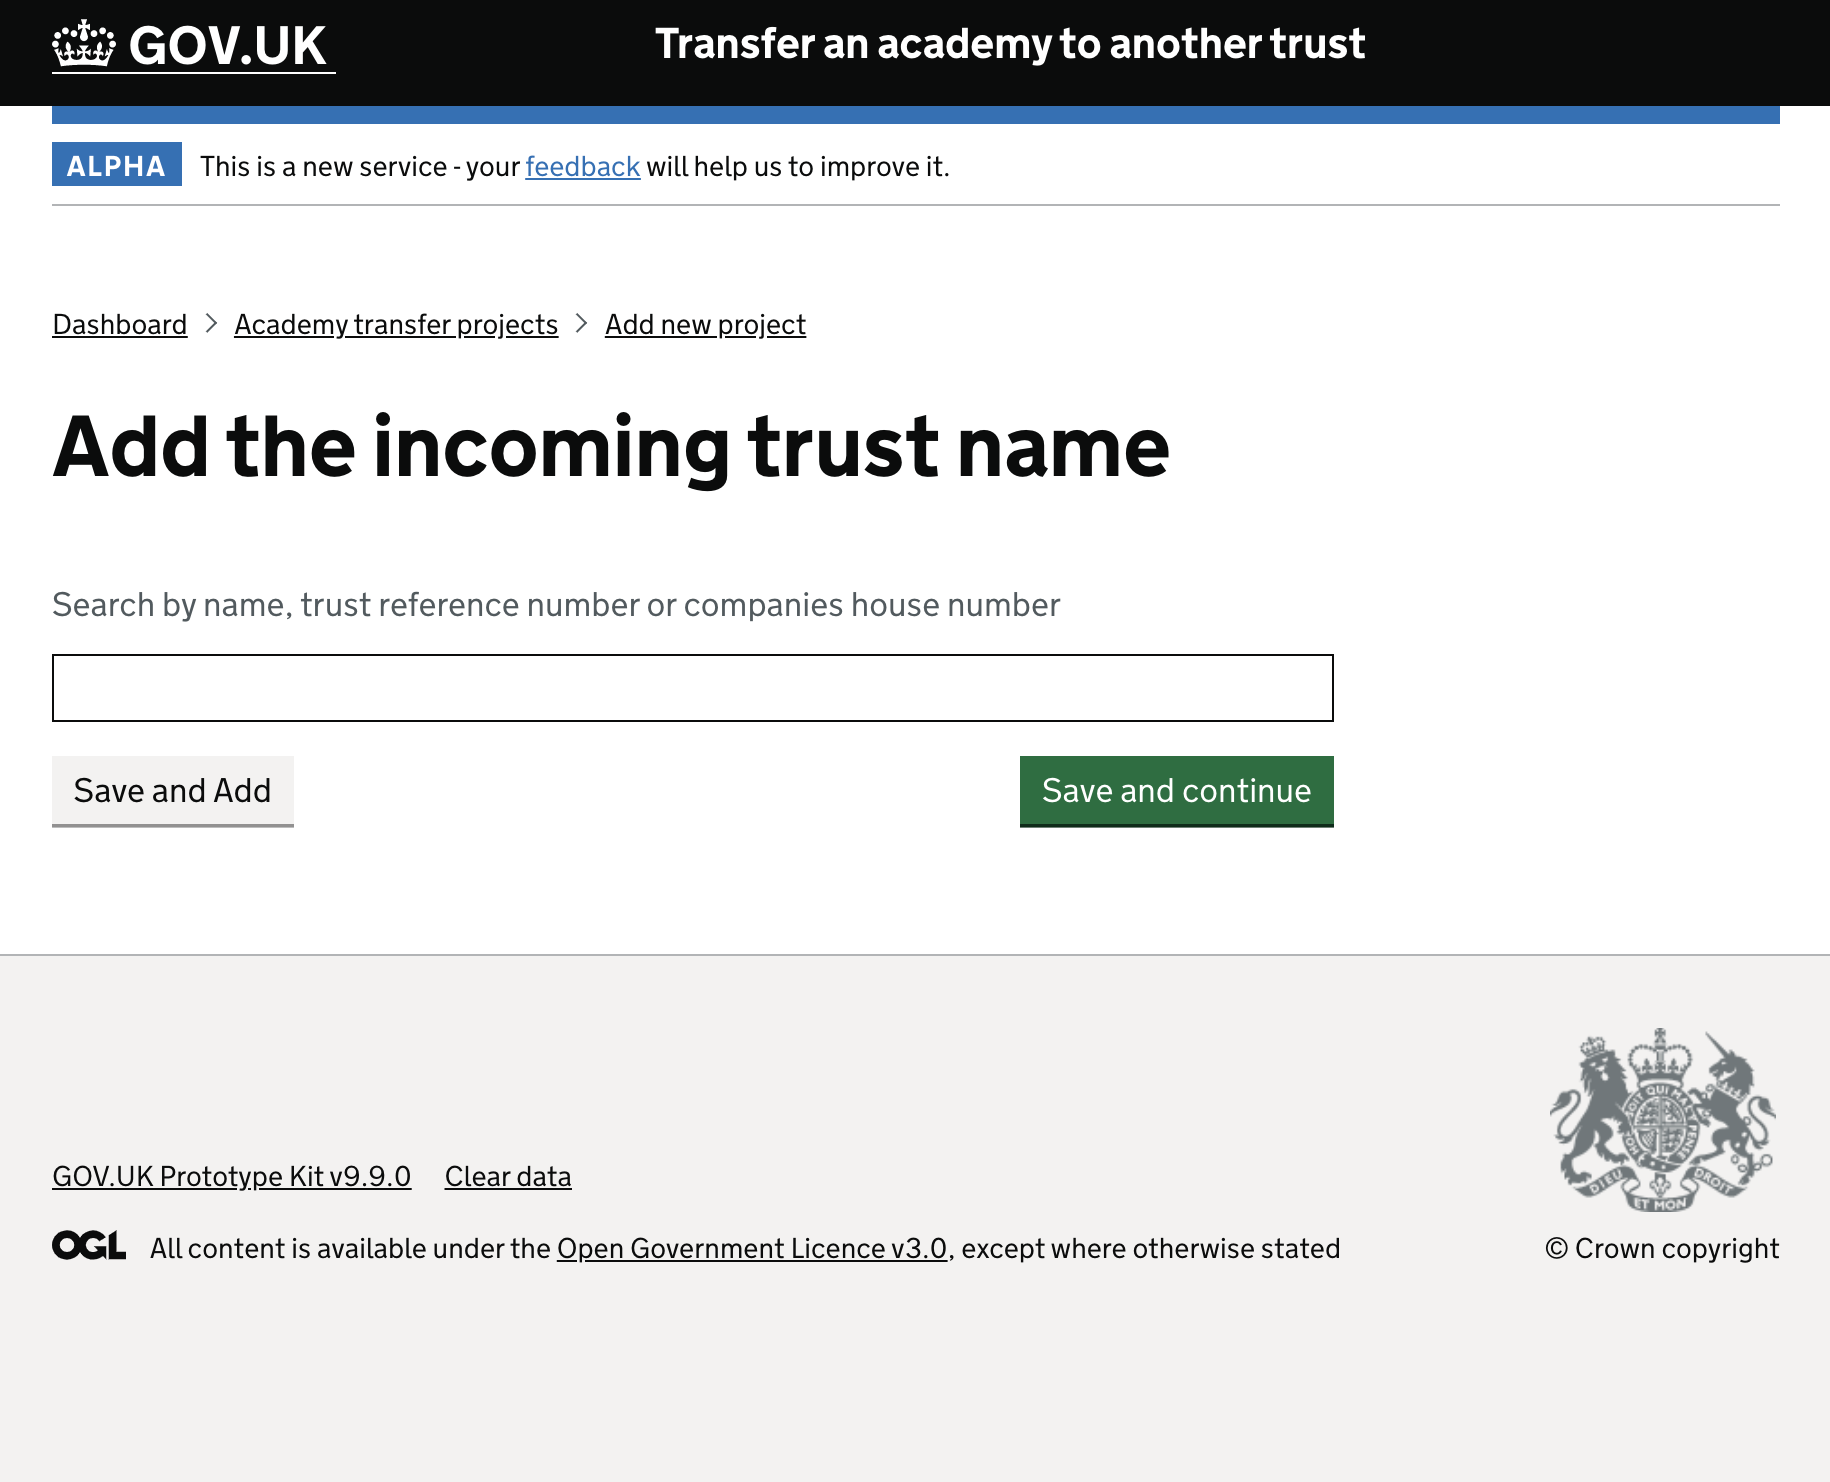 GOV.UK
Transfer an academy to another trust
ALPHA This is a new service - your feedback will help us to improve it.
Dashboard > Academy transfer projects > Add new project
Add the incoming trust name
Search by name, trust reference number or companies house number
Save and Add
Save and continue
GOV.UK Prototype Kit v9.9.0 Clear data
DIEU ET MON DROIT
OGL All content is available under the Open Government Licence v3.0, except where otherwise stated
© Crown copyright